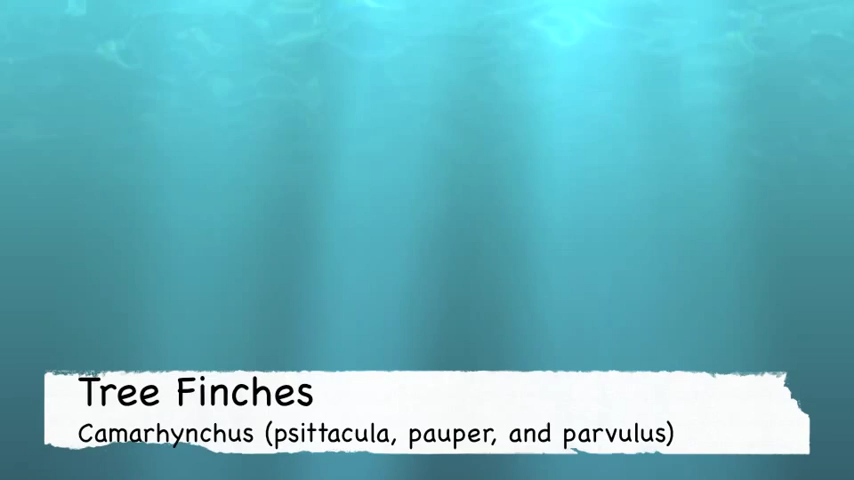 Tree Finches
Camarhynchus (psittacula, pauper, and parvulus)